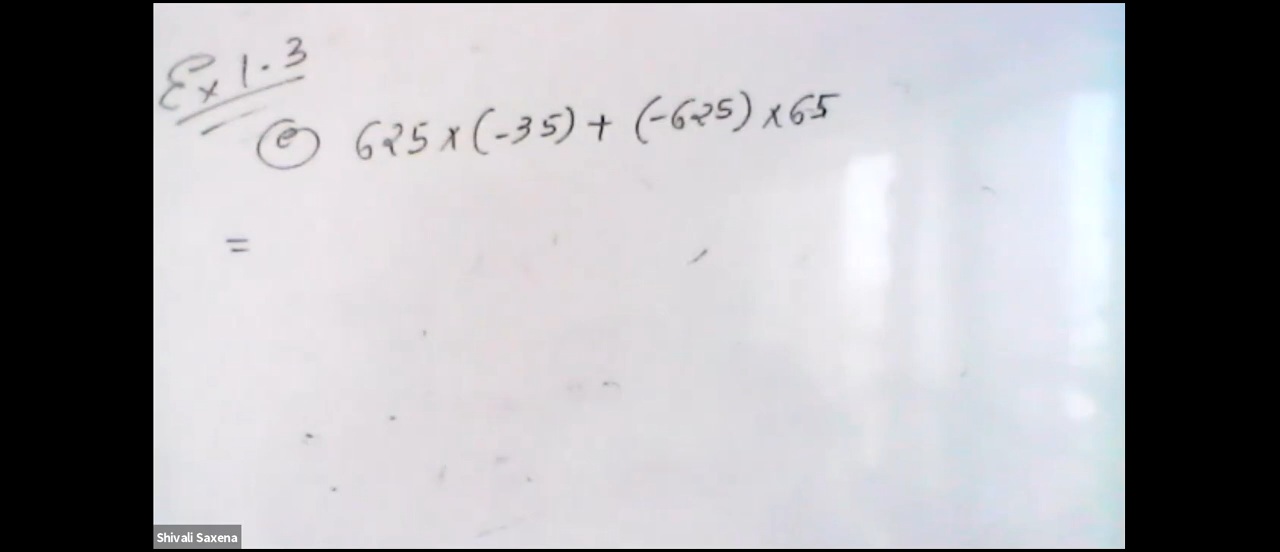 Ex 1.3
(e) 625 x (-35) + (-625) x 65
=
Shivali Saxena